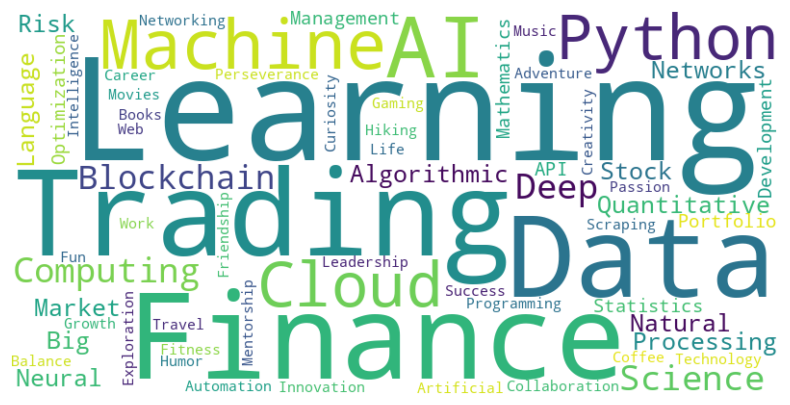 Risk
Networking
Management
Music
Python
Machine
AI
Language
Optimization
Intelligence
Career
Perseverance
Mathematics
Adventure
Networks
Movies
Books
Web
Learning
Curiosity
Gaming
Hiking
Life
Creativity
Development
Blockchain
Algorithmic
API
Stock
Deep
Passion
Trading
Quantitative
Work
Friendship
Data
Scraping
Portfolio
Fun
Computing
Cloud
Leadership
Success
Programming
Market
Finance
Statistics
Growth
Exploration
Travel
Mentorship
Natural
Big
Fitness
Processing
Balance
Humor
Coffee
Technology
Neural
Automation
Innovation
Artificial
Collaboration
Science